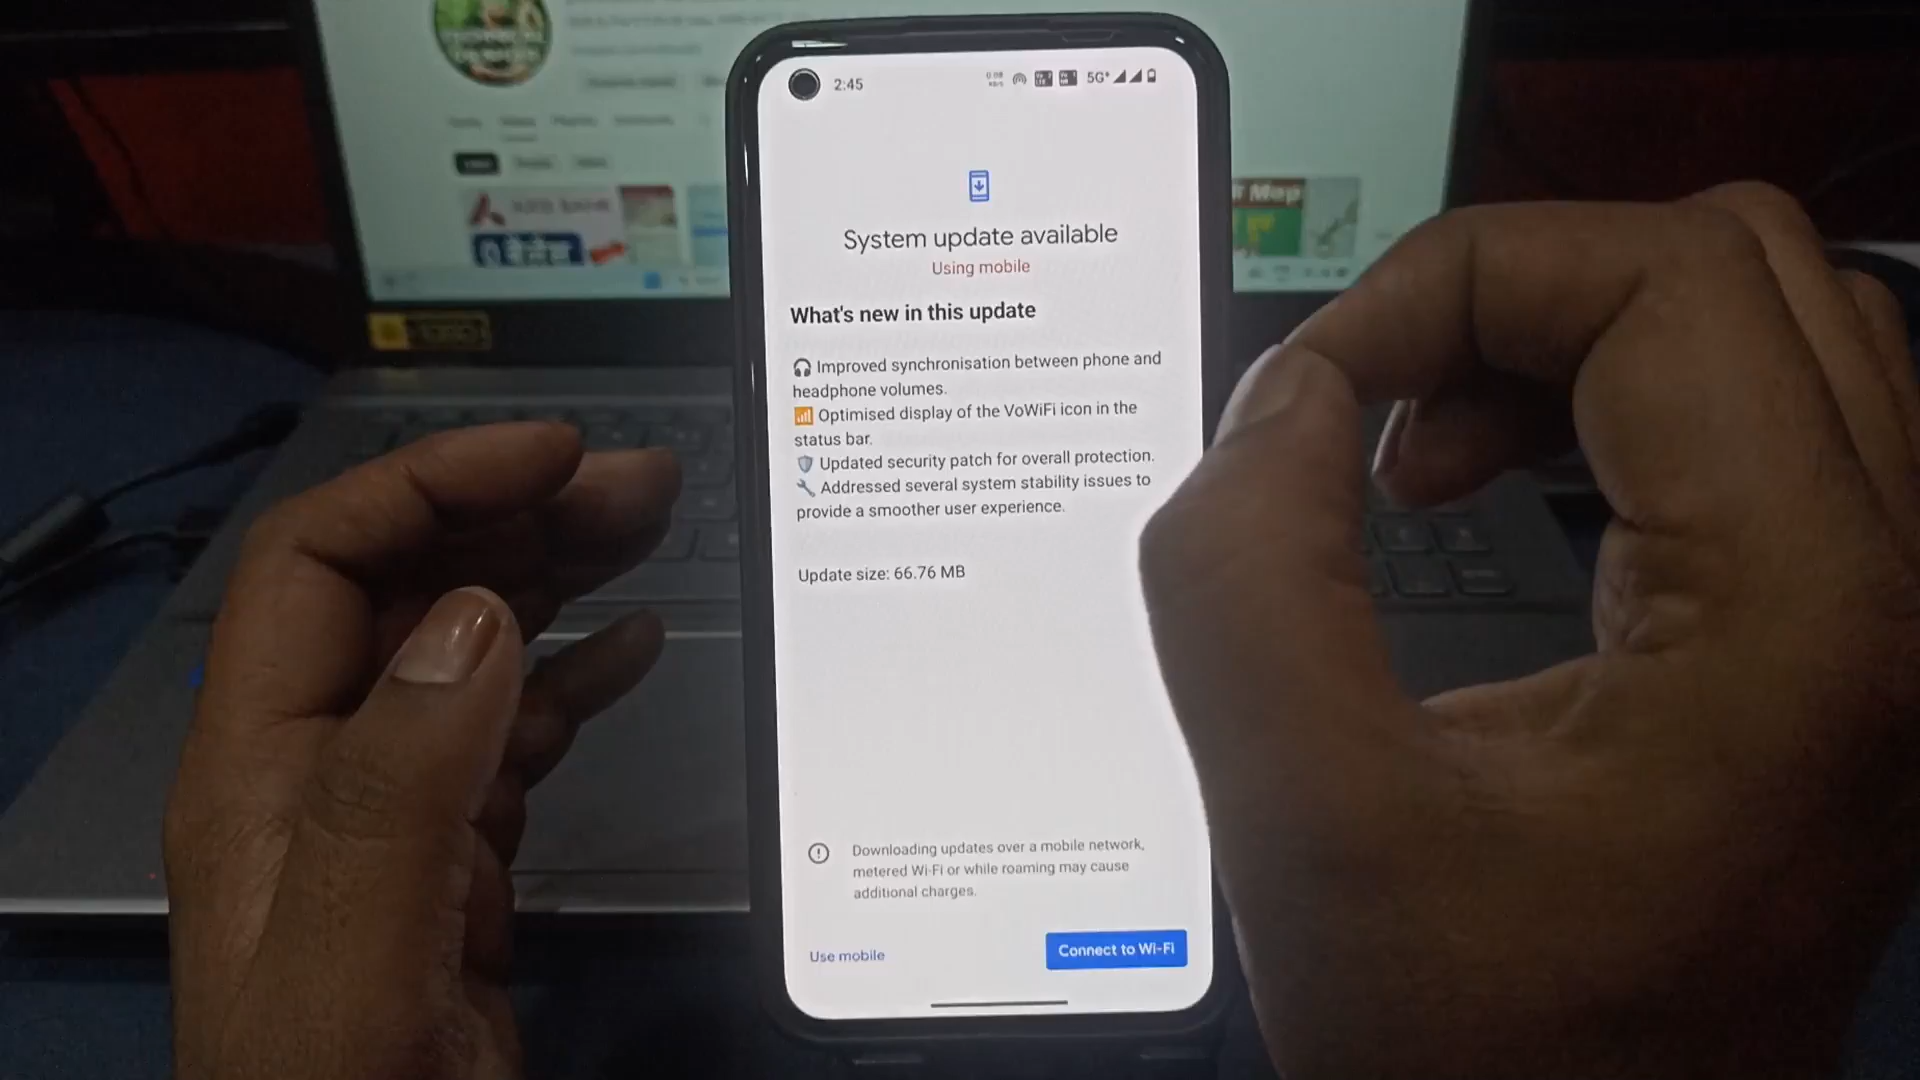 2:45
5G+
System update available
Using mobile
What's new in this update
Improved synchronisation between phone and
headphone volumes.
Optimised display of the VoWiFi icon in the
status bar.
Updated security patch for overall protection.
Addressed several system stability issues to
provide a smoother user experience.
Update size: 66.76 MB
Downloading updates over a mobile network,
metered Wi-Fi or while roaming may cause
additional charges.
Use mobile
Connect to Wi-Fi
Map